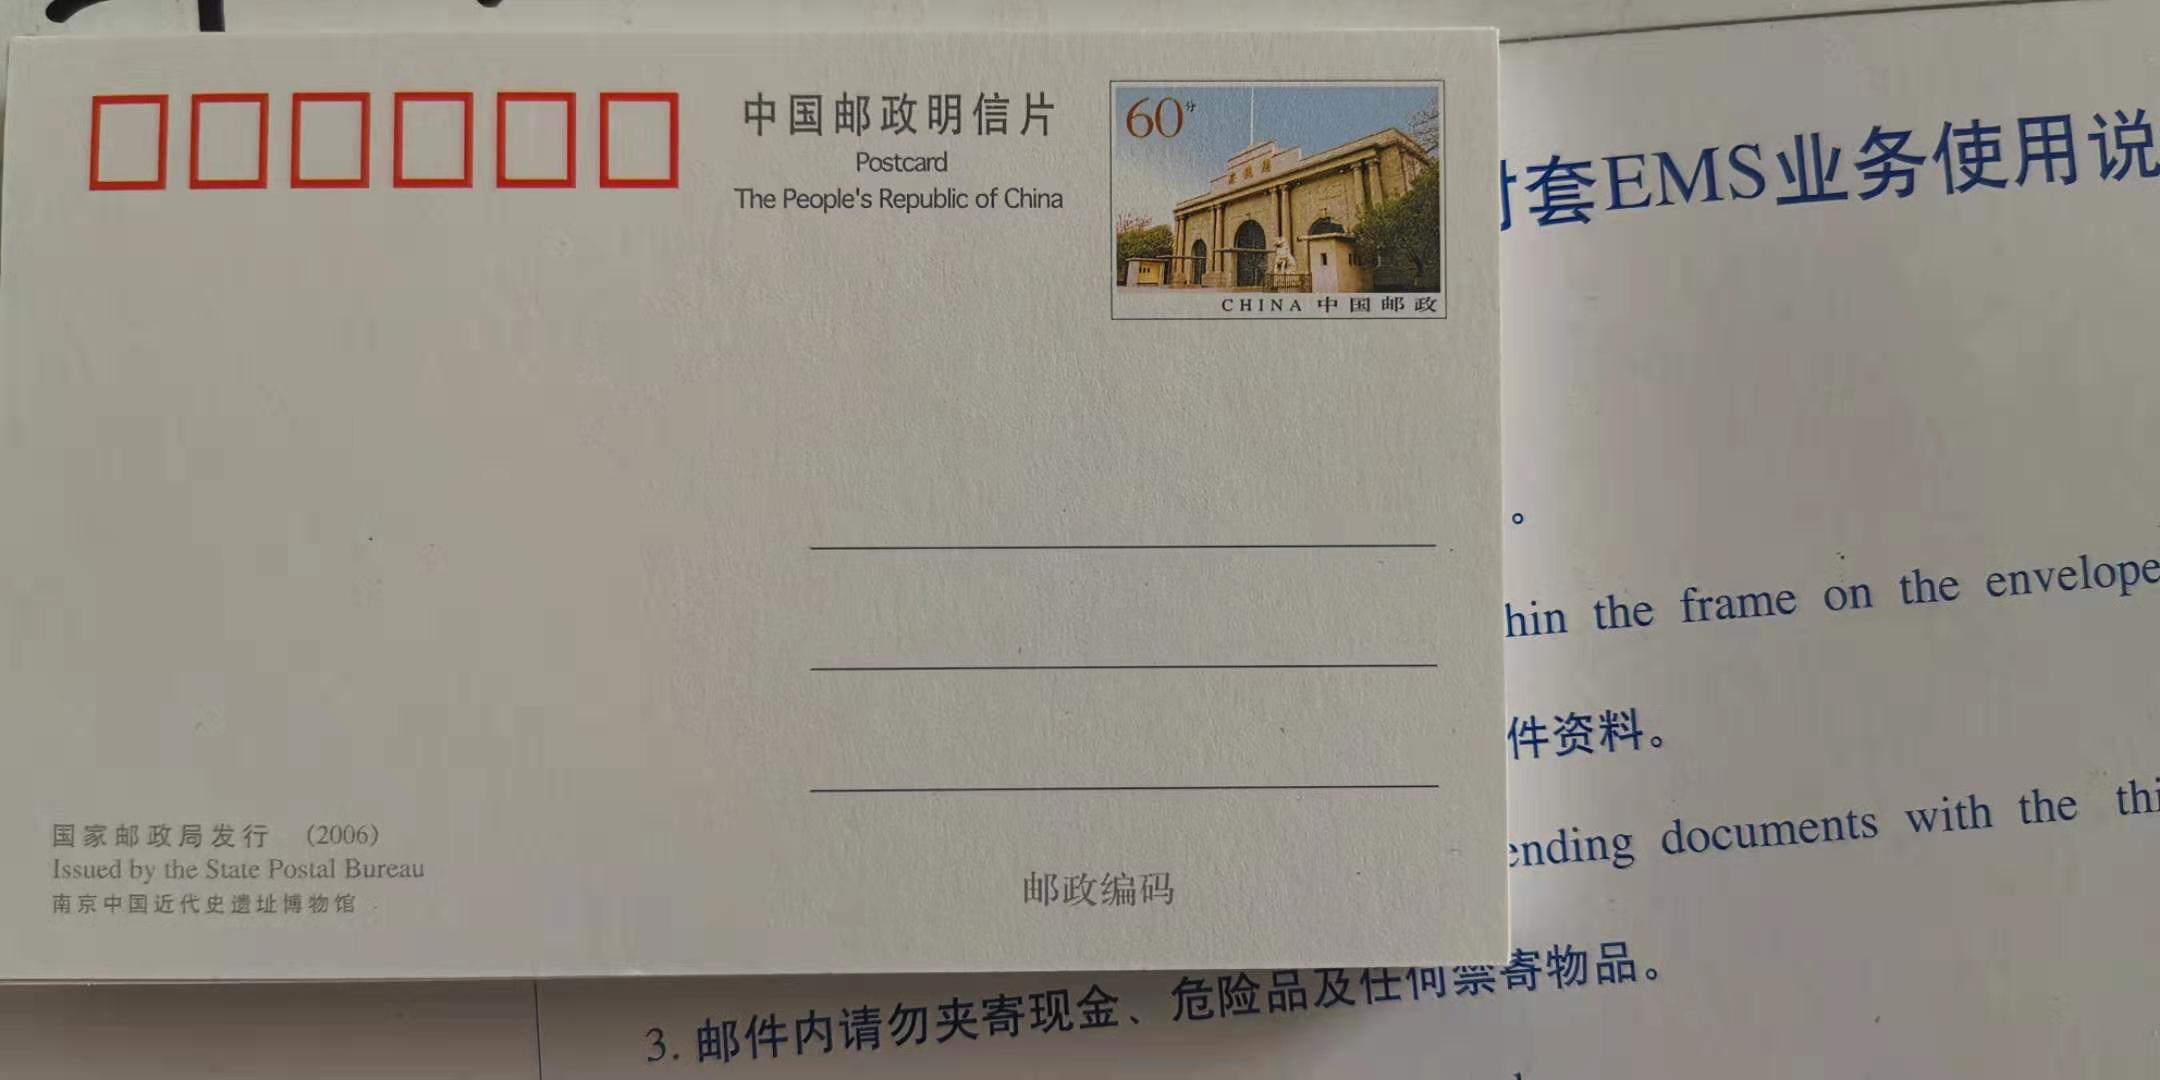 中国邮政明信片
Postcard
The People's Republic of China
60分
CHINA 中国邮政
国家邮政局发行 (2006)
Issued by the State Postal Bureau
南京中国近代史遗址博物馆
邮政编码
套EMS业务使用说
。
hin the frame on the envelope
件资料。
ending documents with the thi
3. 邮件内请勿夹寄现金、危险品及任何禁寄物品。